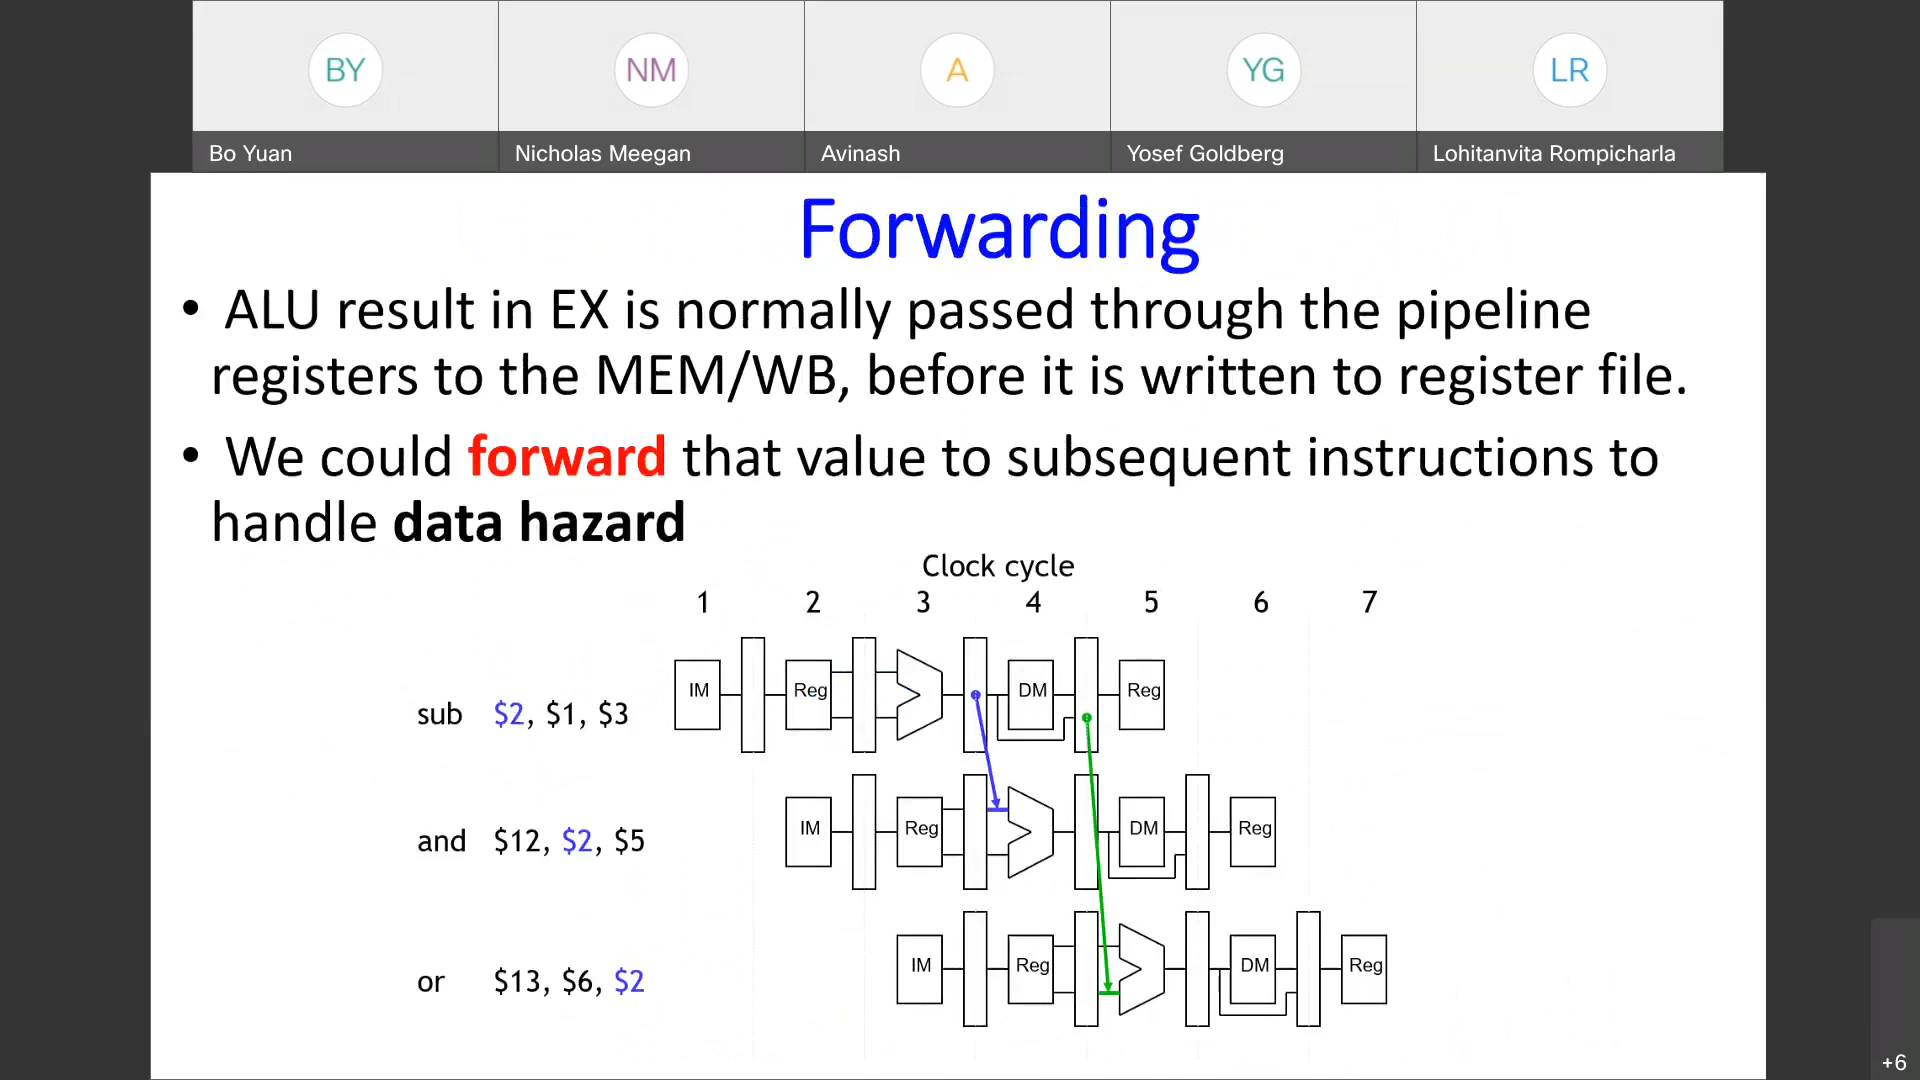 BY
NM
A
YG
LR
Bo Yuan
Nicholas Meegan
Avinash
Yosef Goldberg
Lohitanvita Rompicharla
Forwarding
• ALU result in EX is normally passed through the pipeline
registers to the MEM/WB, before it is written to register file.
• We could forward that value to subsequent instructions to
handle data hazard
Clock cycle
1 2 3 4 5 6 7
IM Reg DM Reg
sub $2, $1, $3
IM Reg DM Reg
and $12, $2, $5
IM Reg DM Reg
or $13, $6, $2
+6